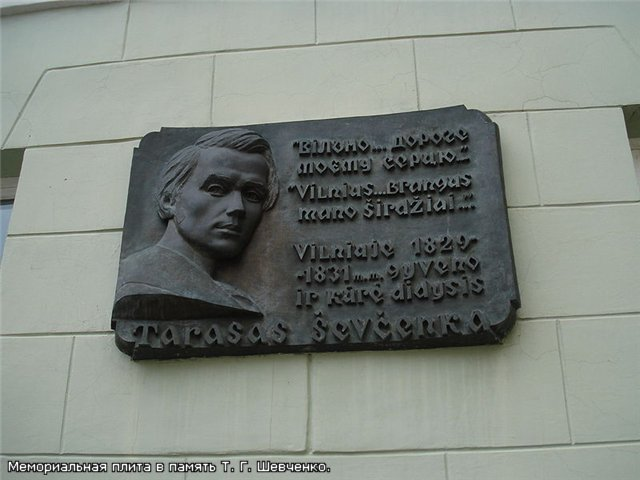 "Вілено... дороге
моєму серцю..."
"Vilnius...brangus
mano širdžiai..."
Vilniuje 1829-
-1831 m.m. gyveno
ir kūrė didysis
Tarasas Ševčenka
Мемориальная плита в память Т. Г. Шевченко.